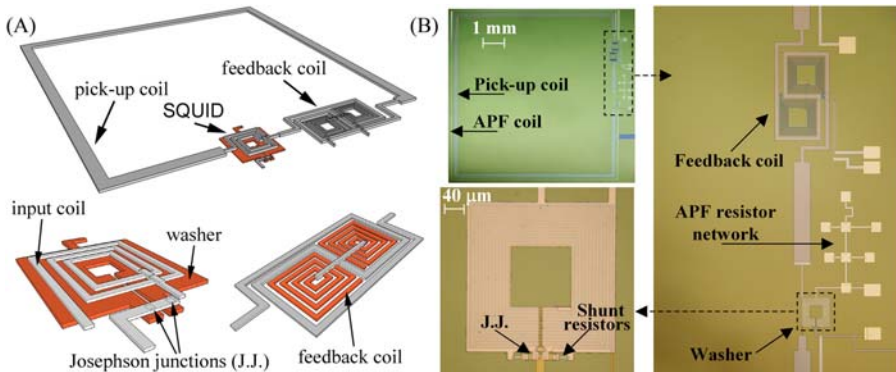 (A)
pick-up coil
SQUID
feedback coil
input coil
washer
Josephson junctions (J.J.)
feedback coil
(B)
1 mm
Pick-up coil
APF coil
40 μm
J.J.
Shunt
resistors
Feedback coil
APF resistor
network
Washer